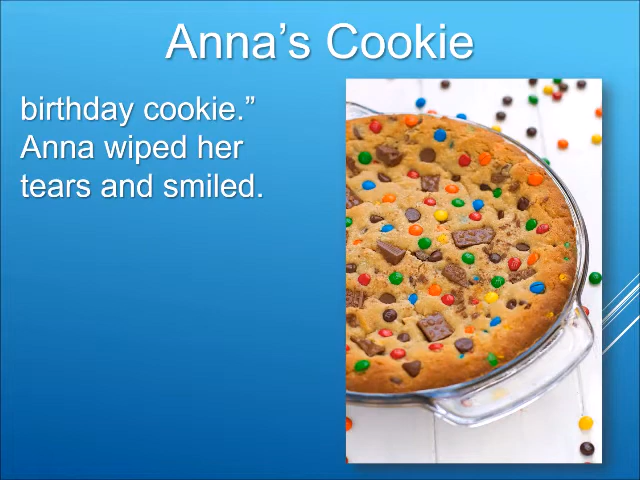 Anna’s Cookie
birthday cookie.”
Anna wiped her
tears and smiled.